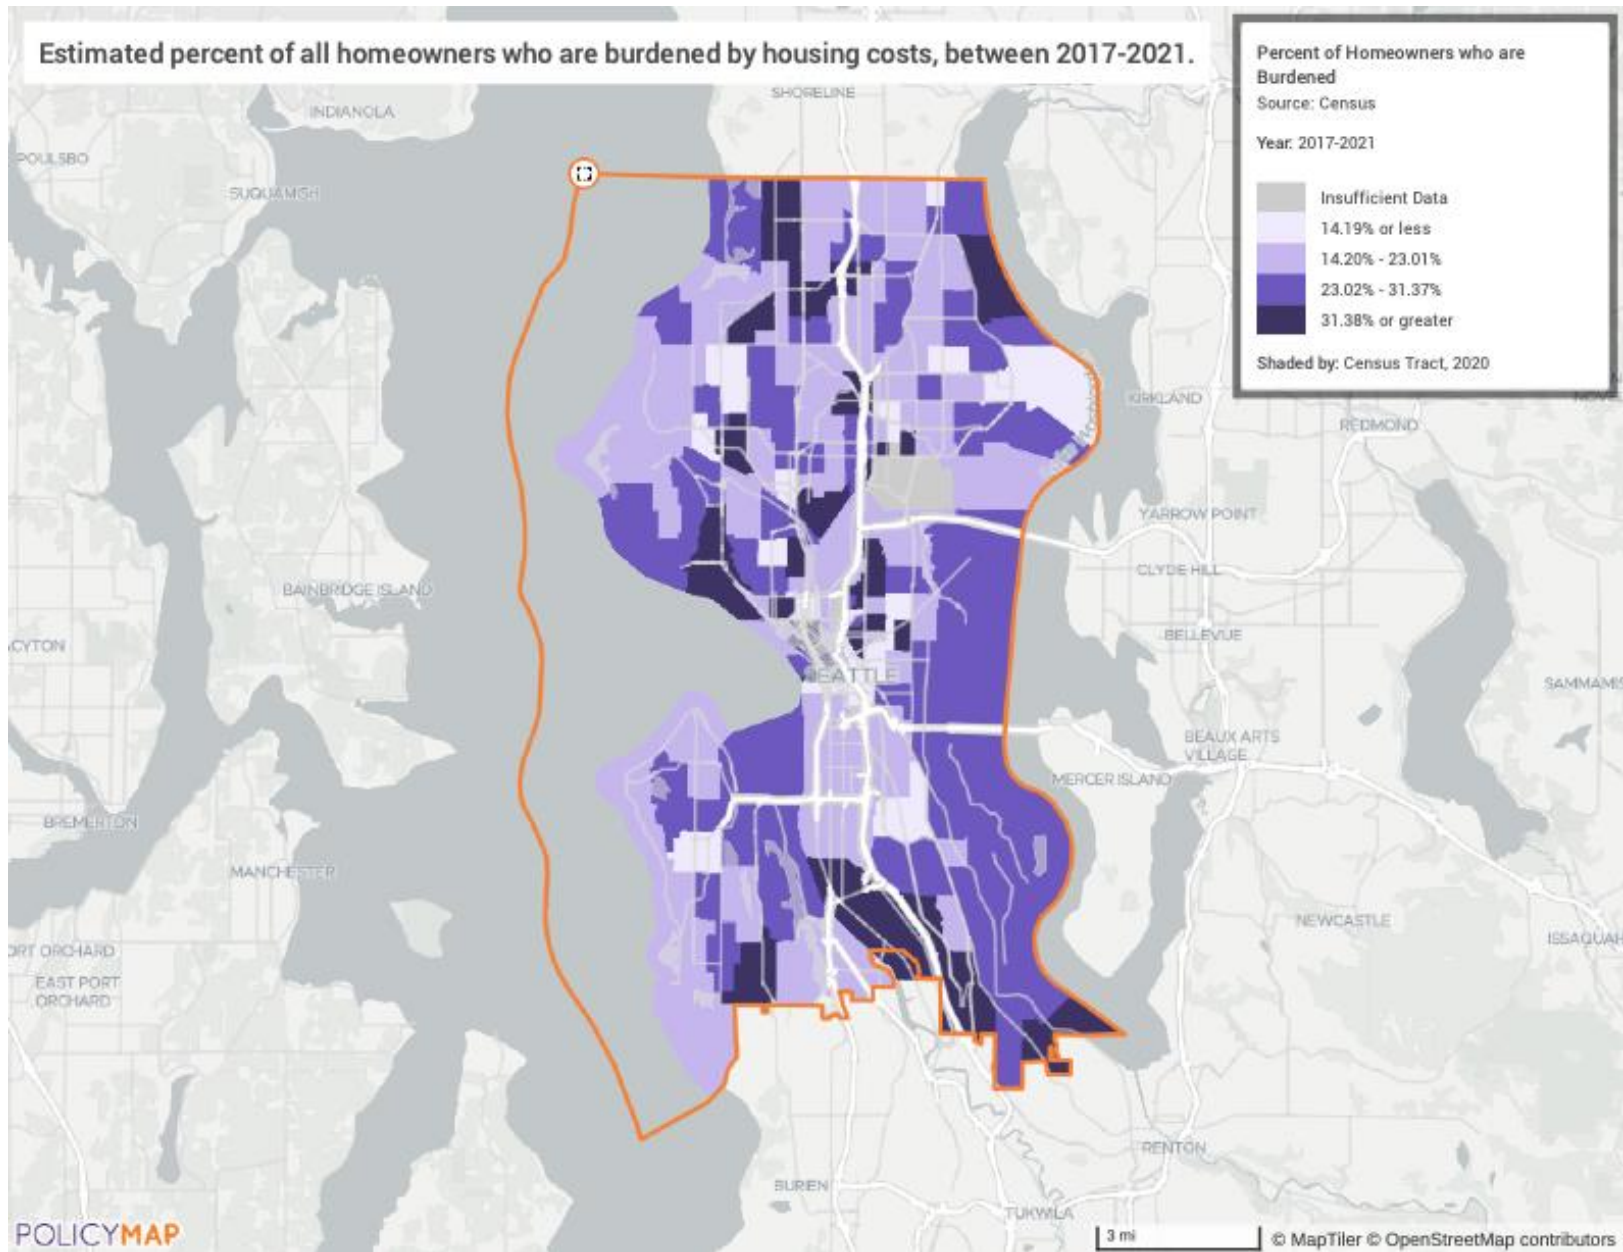 Estimated percent of all homeowners who are burdened by housing costs, between 2017-2021.
Percent of Homeowners who are
Burdened
Source: Census
Year: 2017-2021
Insufficient Data
14.19% or less
14.20% - 23.01%
23.02% - 31.37%
31.38% or greater
Shaded by: Census Tract, 2020
SHORELINE
INDIANOLA
POULSBO
SUQUAMISH
KIRKLAND
REDMOND
YARROW POINT
CLYDE HILL
BAINBRIDGE ISLAND
BELLEVUE
CYTON
SEATTLE
SAMMAMIS
BEAUX ARTS
VILLAGE
MERCER ISLAND
BREMERTON
MANCHESTER
NEWCASTLE
ISSAQUAH
ORT ORCHARD
EAST PORT
ORCHARD
RENTON
BURIEN
TUKWILA
POLICYMAP
3 mi
© MapTiler © OpenStreetMap contributors